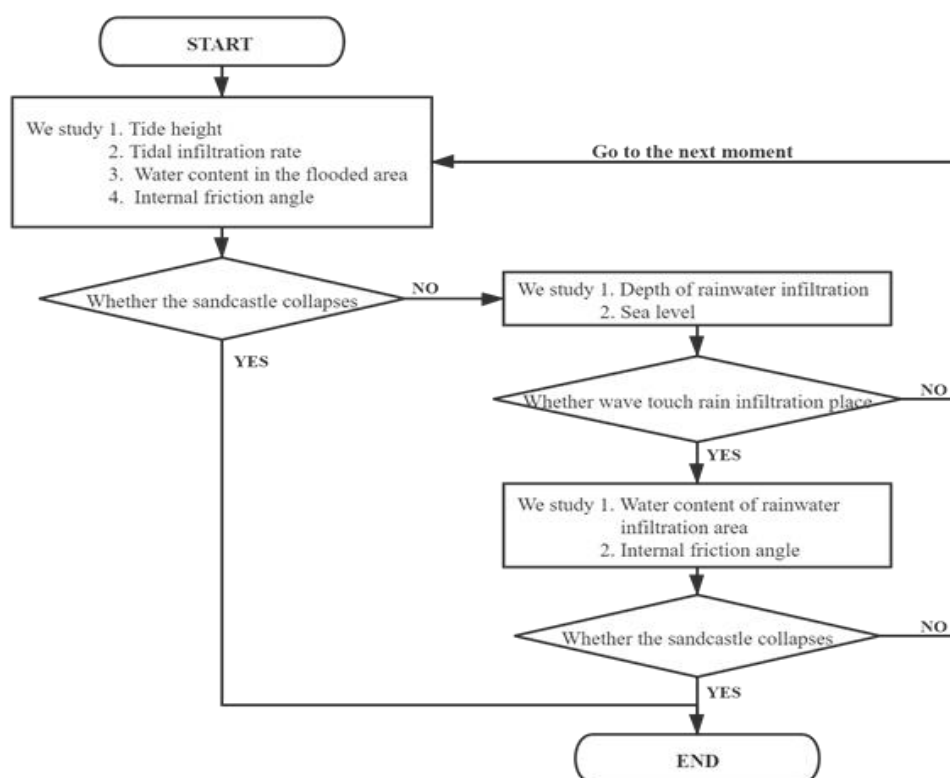 START
We study 1. Tide height
2. Tidal infiltration rate
3. Water content in the flooded area
4. Internal friction angle
Go to the next moment
Whether the sandcastle collapses
NO
YES
We study 1. Depth of rainwater infiltration
2. Sea level
Whether wave touch rain infiltration place
NO
YES
We study 1. Water content of rainwater
infiltration area
2. Internal friction angle
Whether the sandcastle collapses
NO
YES
END